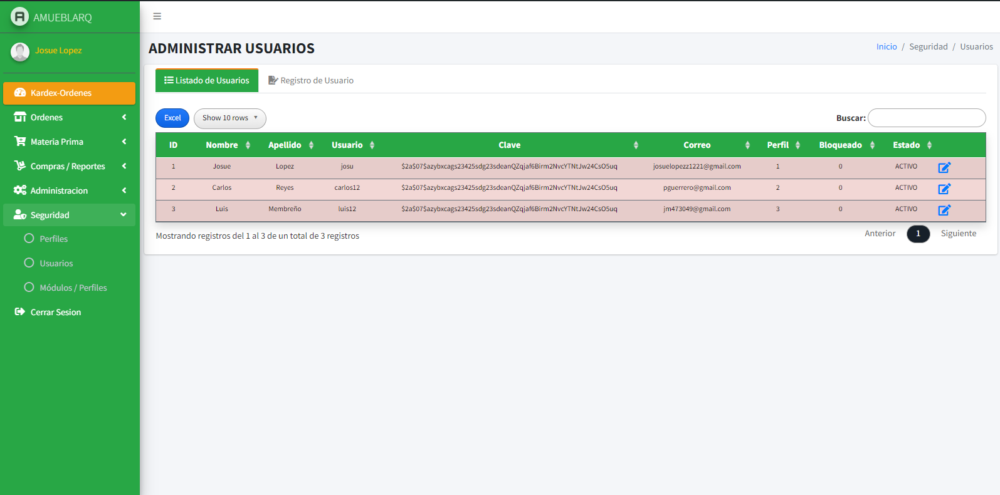 AMUEBLARQ
Josue Lopez
Kardex-Ordenes
Ordenes
Materia Prima
Compras / Reportes
Administracion
Seguridad
Perfiles
Usuarios
Módulos / Perfiles
Cerrar Sesion
ADMINISTRAR USUARIOS
Inicio / Seguridad / Usuarios
Listado de Usuarios Registro de Usuario
Excel Show 10 rows Buscar:
ID Nombre Apellido Usuario Clave Correo Perfil Bloqueado Estado
1 Josue Lopez josu $2a$07$azybxcags23425sdg23sdeanQZqjaf6Birm2NvcYTNtJw24CsO5uq josuelopezz1221@gmail.com 1 0 ACTIVO
2 Carlos Reyes carlos12 $2a$07$azybxcags23425sdg23sdeanQZqjaf6Birm2NvcYTNtJw24CsO5uq pguerrero@gmail.com 2 0 ACTIVO
3 Luis Membreño luis12 $2a$07$azybxcags23425sdg23sdeanQZqjaf6Birm2NvcYTNtJw24CsO5uq jm473049@gmail.com 3 0 ACTIVO
Mostrando registros del 1 al 3 de un total de 3 registros
Anterior 1 Siguiente